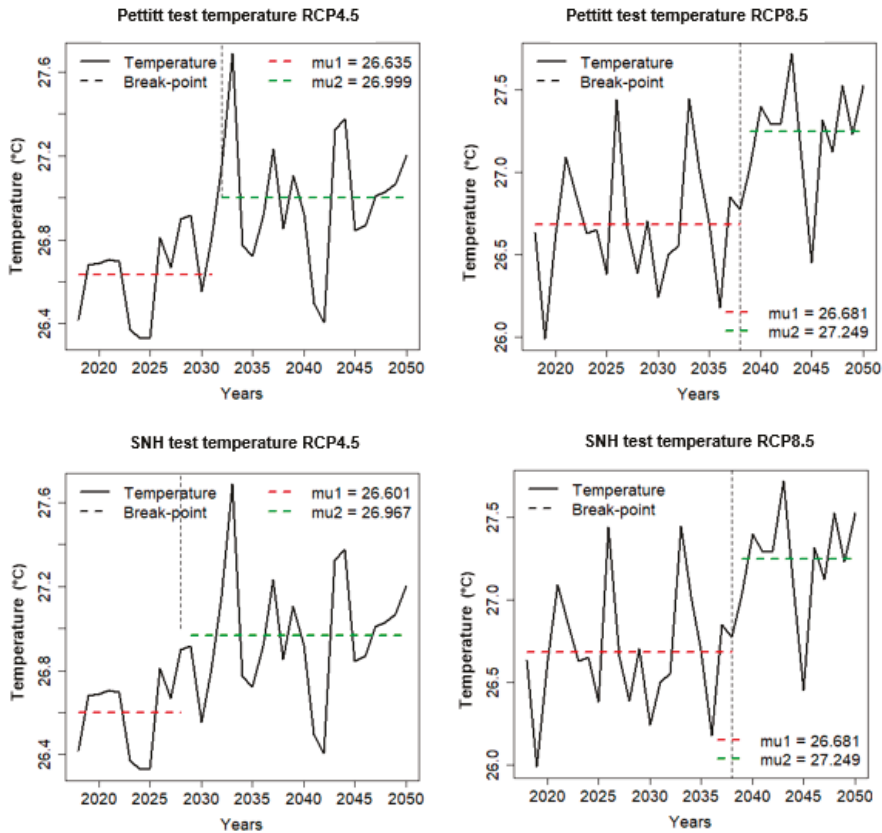 Pettitt test temperature RCP4.5
Temperature
Break-point
mu1 = 26.635
mu2 = 26.999
Temperature (°C)
27.6
27.2
26.8
26.4
2020 2025 2030 2035 2040 2045 2050
Years
Pettitt test temperature RCP8.5
Temperature
Break-point
mu1 = 26.681
mu2 = 27.249
Temperature (°C)
27.5
27.0
26.5
26.0
2020 2025 2030 2035 2040 2045 2050
Years
SNH test temperature RCP4.5
Temperature
Break-point
mu1 = 26.601
mu2 = 26.967
Temperature (°C)
27.6
27.2
26.8
26.4
2020 2025 2030 2035 2040 2045 2050
Years
SNH test temperature RCP8.5
Temperature
Break-point
mu1 = 26.681
mu2 = 27.249
Temperature (°C)
27.5
27.0
26.5
26.0
2020 2025 2030 2035 2040 2045 2050
Years